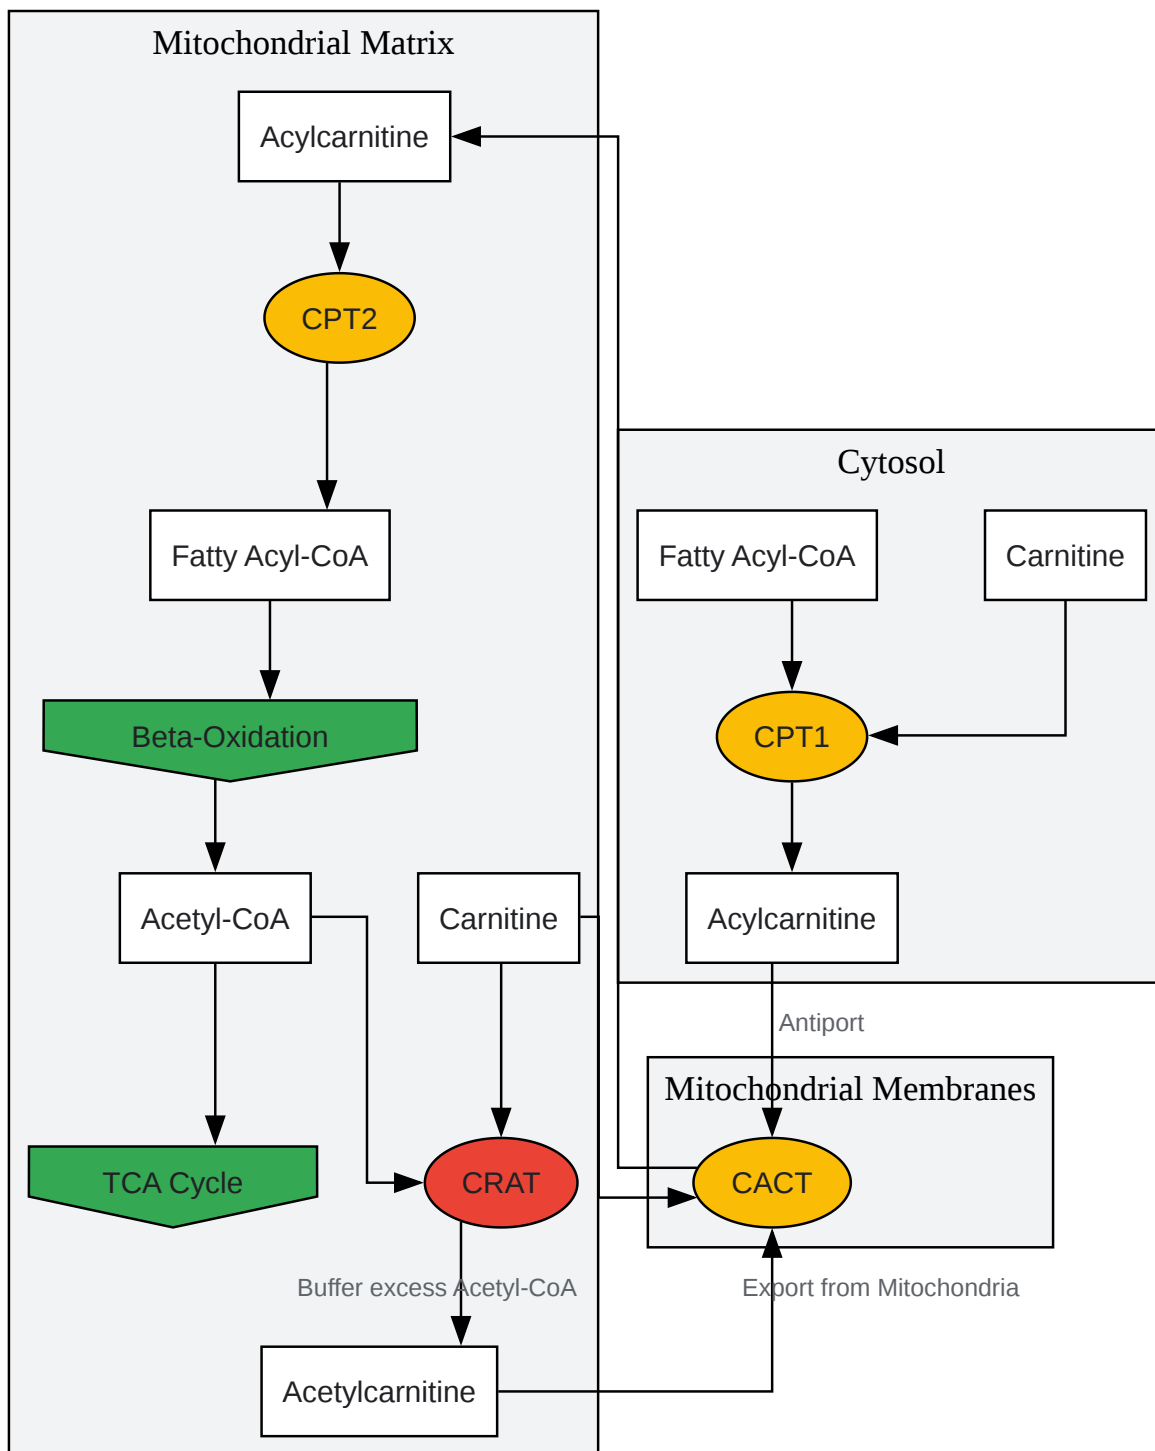 Mitochondrial Matrix
Acylcarnitine
CPT2
Fatty Acyl-CoA
Beta-Oxidation
Acetyl-CoA
Carnitine
TCA Cycle
CRAT
Buffer excess Acetyl-CoA
Acetylcarnitine
Cytosol
Fatty Acyl-CoA
Carnitine
CPT1
Acylcarnitine
Antiport
Mitochondrial Membranes
CACT
Export from Mitochondria